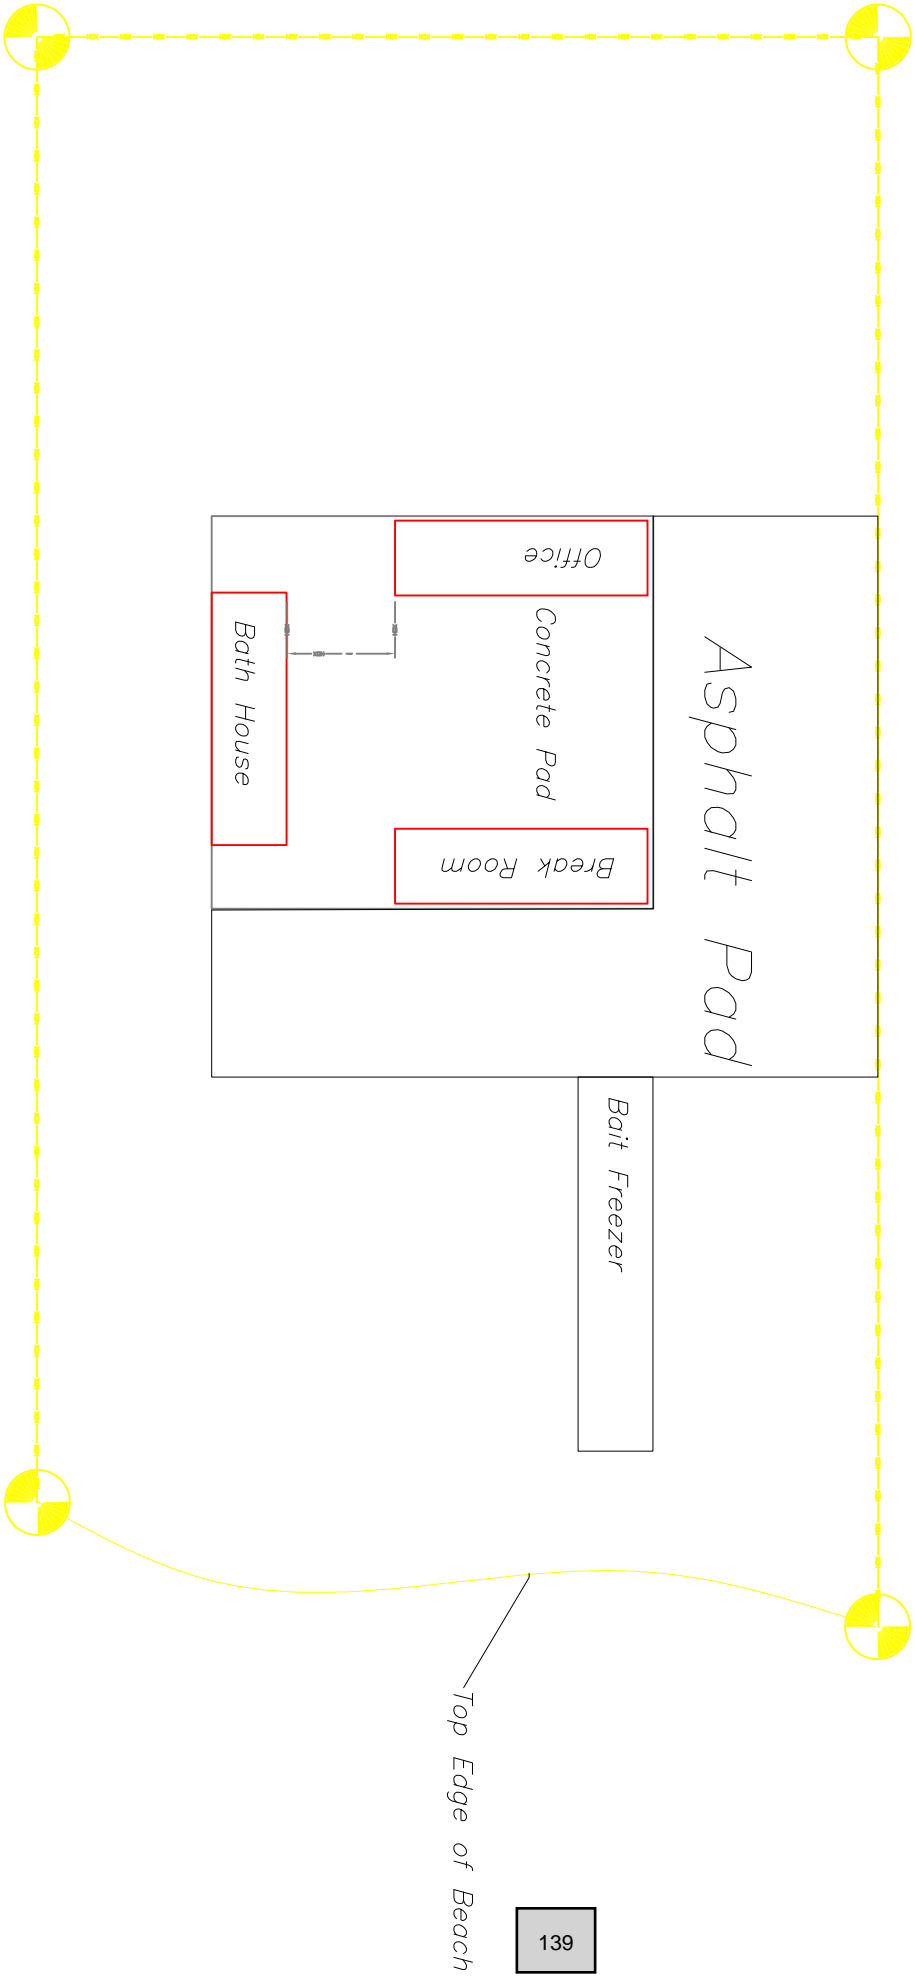 Office
Concrete Pad
Bath House
Break Room
Asphalt Pad
Bait Freezer
Top Edge of Beach
139